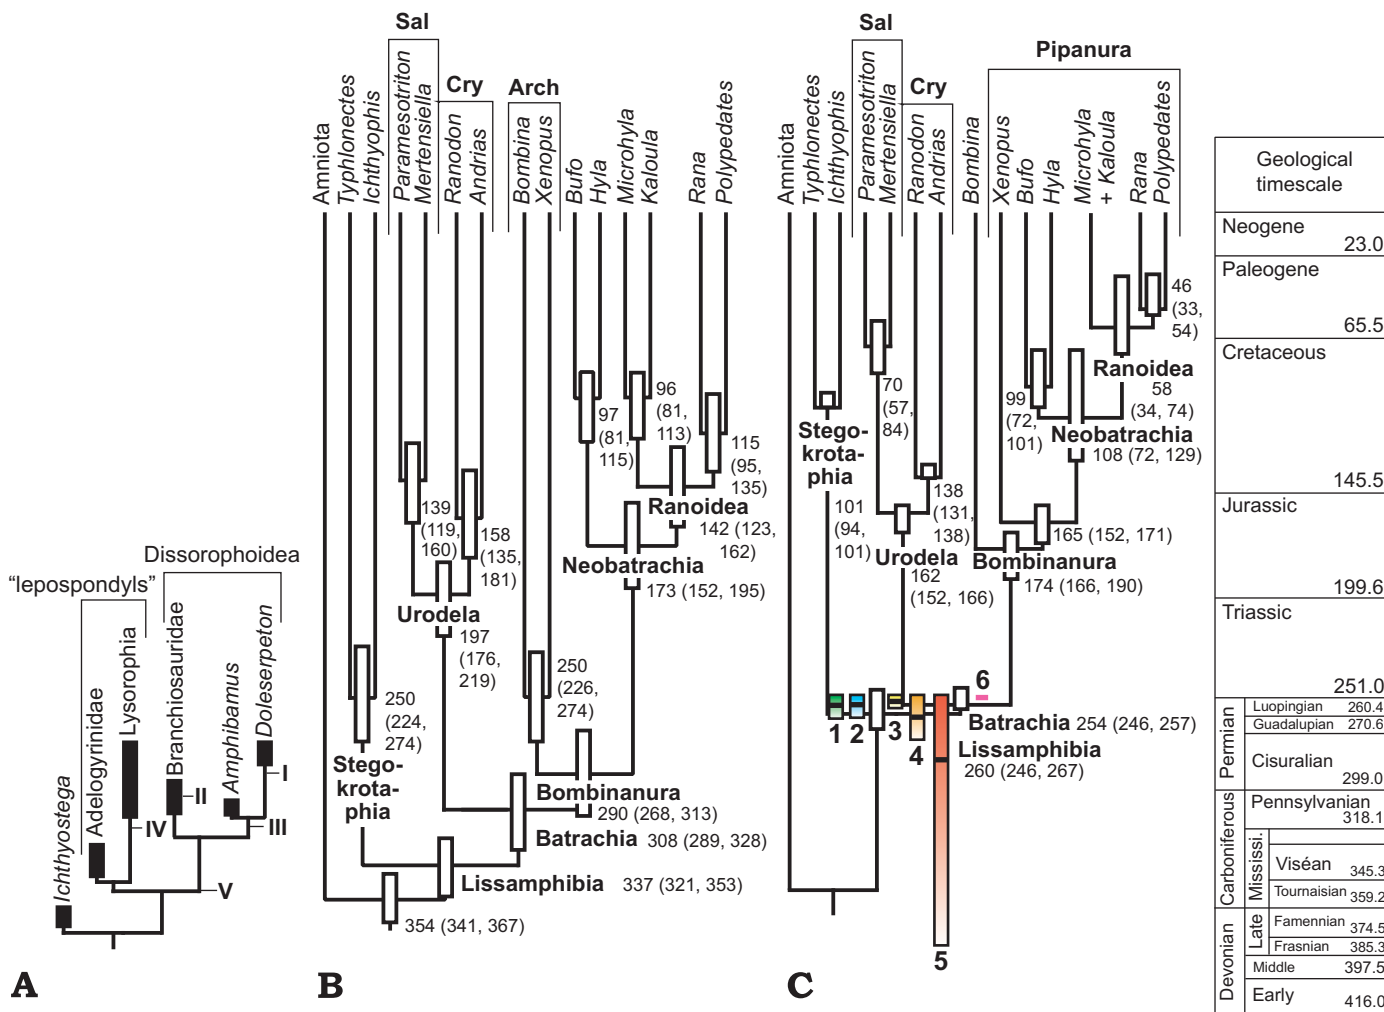 Dissorophoidea
“lepospondyls”
Ichthyostega
Adelogyrinidae
Lysorophia
Branchiosauridae
Amphibamus
Doleserpeton
I
II
III
IV
V
A
Sal
Cry
Arch
Amniota
Typhlonectes
Ichthyophis
Paramesotriton
Mertensiella
Ranodon
Andrias
Bombina
Xenopus
Bufo
Hyla
Microhyla
Kaloula
Rana
Polypedates
97
(81,
115)
96
(81,
113)
115
(95,
135)
139
(119,
160)
158
(135,
181)
Ranoidea
142 (123,
162)
Neobatrachia
173 (152, 195)
Urodela
197
(176,
219)
250
(224,
274)
250
(226,
274)
Stego-
krota-
phia
Bombinanura
290 (268, 313)
Batrachia 308 (289, 328)
Lissamphibia 337 (321, 353)
354 (341, 367)
B
Sal
Cry
Pipanura
Amniota
Typhlonectes
Ichthyophis
Paramesotriton
Mertensiella
Ranodon
Andrias
Bombina
Xenopus
Bufo
Hyla
Microhyla
+ Kaloula
Rana
Polypedates
46
(33,
54)
Ranoidea
58
(34, 74)
70
(57,
84)
99
(72,
101)
Neobatrachia
108 (72, 129)
Stego-
krota-
phia
101
(94,
101)
138
(131,
138)
165 (152, 171)
Urodela
162
(152, 166)
Bombinanura
174 (166, 190)
1
2
3
4
5
6
Batrachia 254 (246, 257)
Lissamphibia
260 (246, 267)
C
Geological
timescale
Neogene
23.0
Paleogene
65.5
Cretaceous
145.5
Jurassic
199.6
Triassic
251.0
Permian
Luopingian 260.4
Guadalupian 270.6
Cisuralian
299.0
Carboniferous
Pennsylvanian
318.1
Mississi.
Viséan 345.3
Tournaisian 359.2
Devonian
Late
Famennian 374.5
Frasnian 385.3
Middle 397.5
Early 416.0